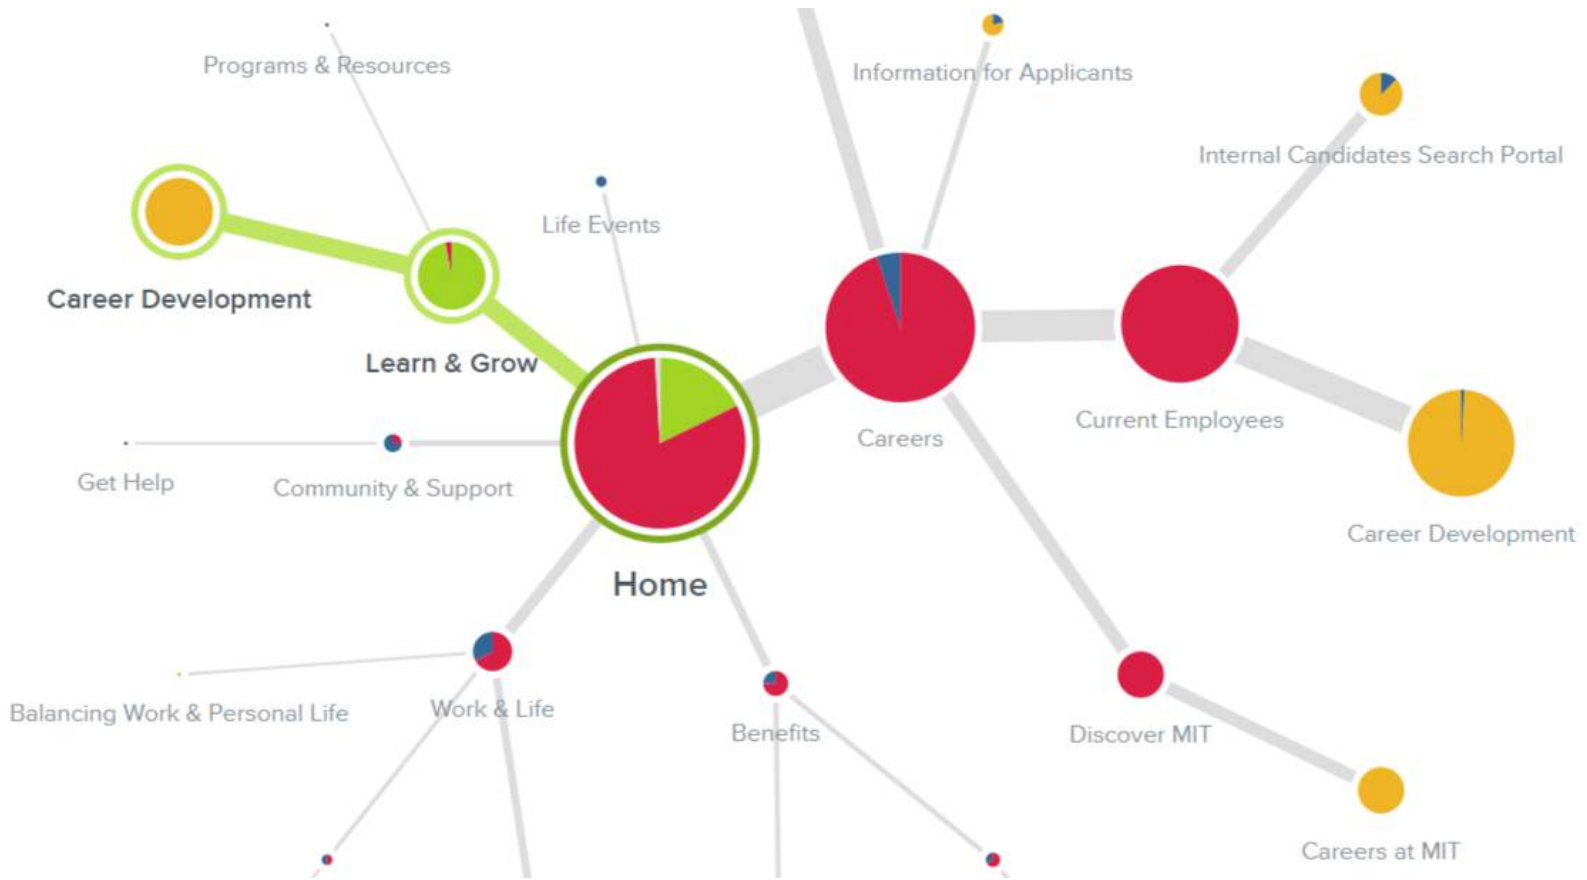 Programs & Resources
Information for Applicants
Internal Candidates Search Portal
Life Events
Career Development
Learn & Grow
Current Employees
Careers
Get Help
Community & Support
Career Development
Home
Balancing Work & Personal Life
Work & Life
Benefits
Discover MIT
Careers at MIT